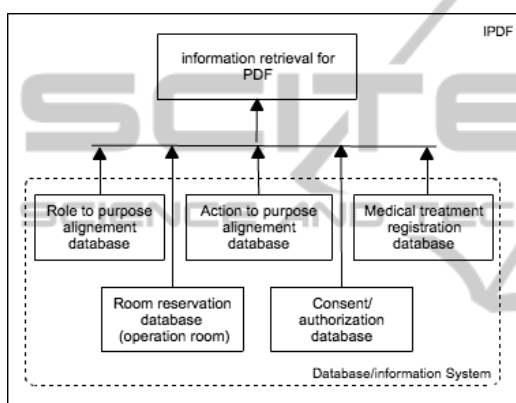 IPDF
information retrieval for
PDF
Role to purpose
alignement
database
Action to purpose
alignement
database
Medical treatment
registration
database
Room reservation
database
(operation room)
Consent/
authorization
database
Database/information System